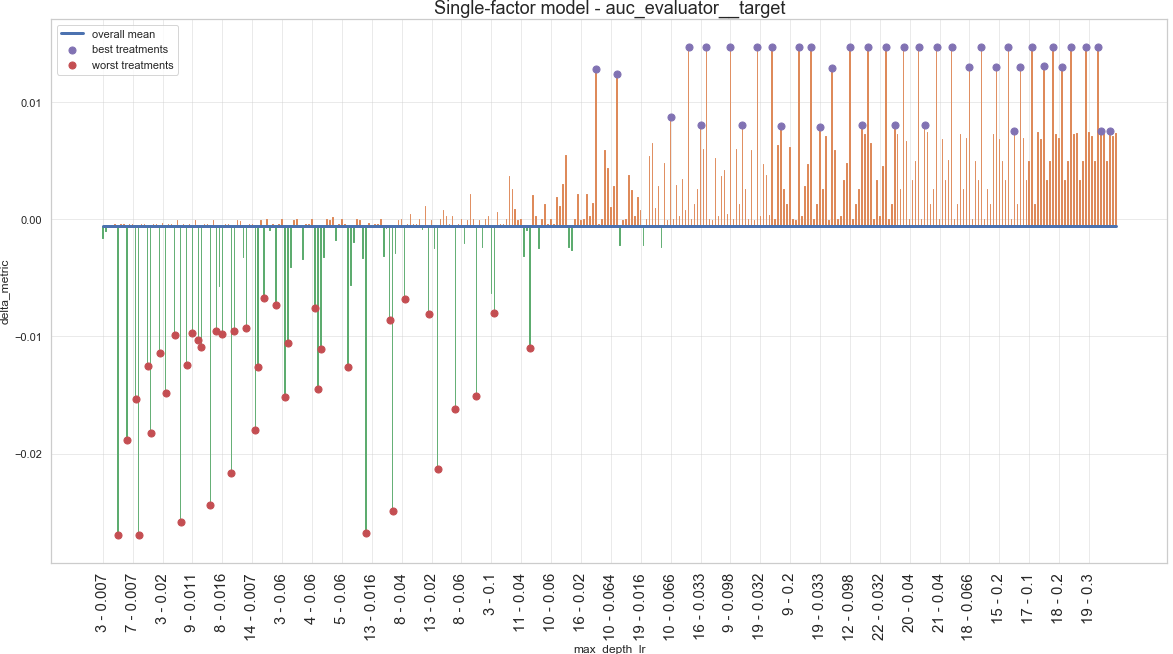 Single-factor model - auc_evaluator__target
overall mean
best treatments
worst treatments
0.01
0.00
−0.01
−0.02
delta_metric
3 - 0.007
7 - 0.007
3 - 0.02
9 - 0.011
8 - 0.016
14 - 0.007
3 - 0.06
4 - 0.06
5 - 0.06
13 - 0.016
8 - 0.04
13 - 0.02
8 - 0.06
3 - 0.1
11 - 0.04
10 - 0.06
16 - 0.02
10 - 0.064
19 - 0.016
10 - 0.066
16 - 0.033
9 - 0.098
19 - 0.032
9 - 0.2
19 - 0.033
12 - 0.098
22 - 0.032
20 - 0.04
21 - 0.04
18 - 0.066
15 - 0.2
17 - 0.1
18 - 0.2
19 - 0.3
max_depth_lr